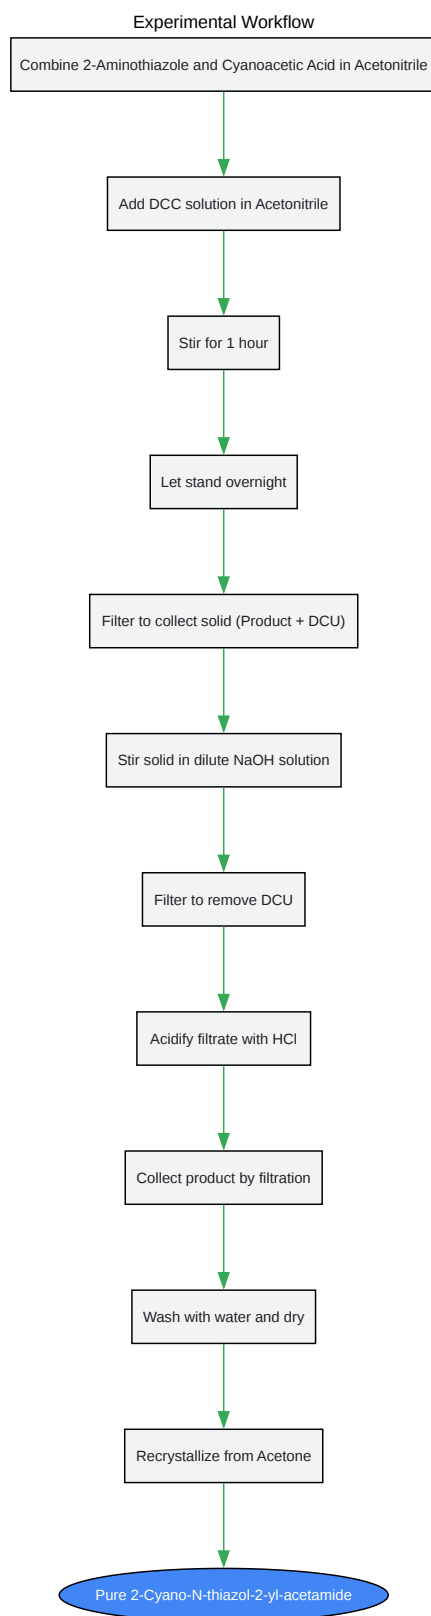 Experimental Workflow
Combine 2-Aminothiazole and Cyanoacetic Acid in Acetonitrile
Add DCC solution in Acetonitrile
Stir for 1 hour
Let stand overnight
Filter to collect solid (Product + DCU)
Stir solid in dilute NaOH solution
Filter to remove DCU
Acidify filtrate with HCl
Collect product by filtration
Wash with water and dry
Recrystallize from Acetone
Pure 2-Cyano-N-thiazol-2-yl-acetamide